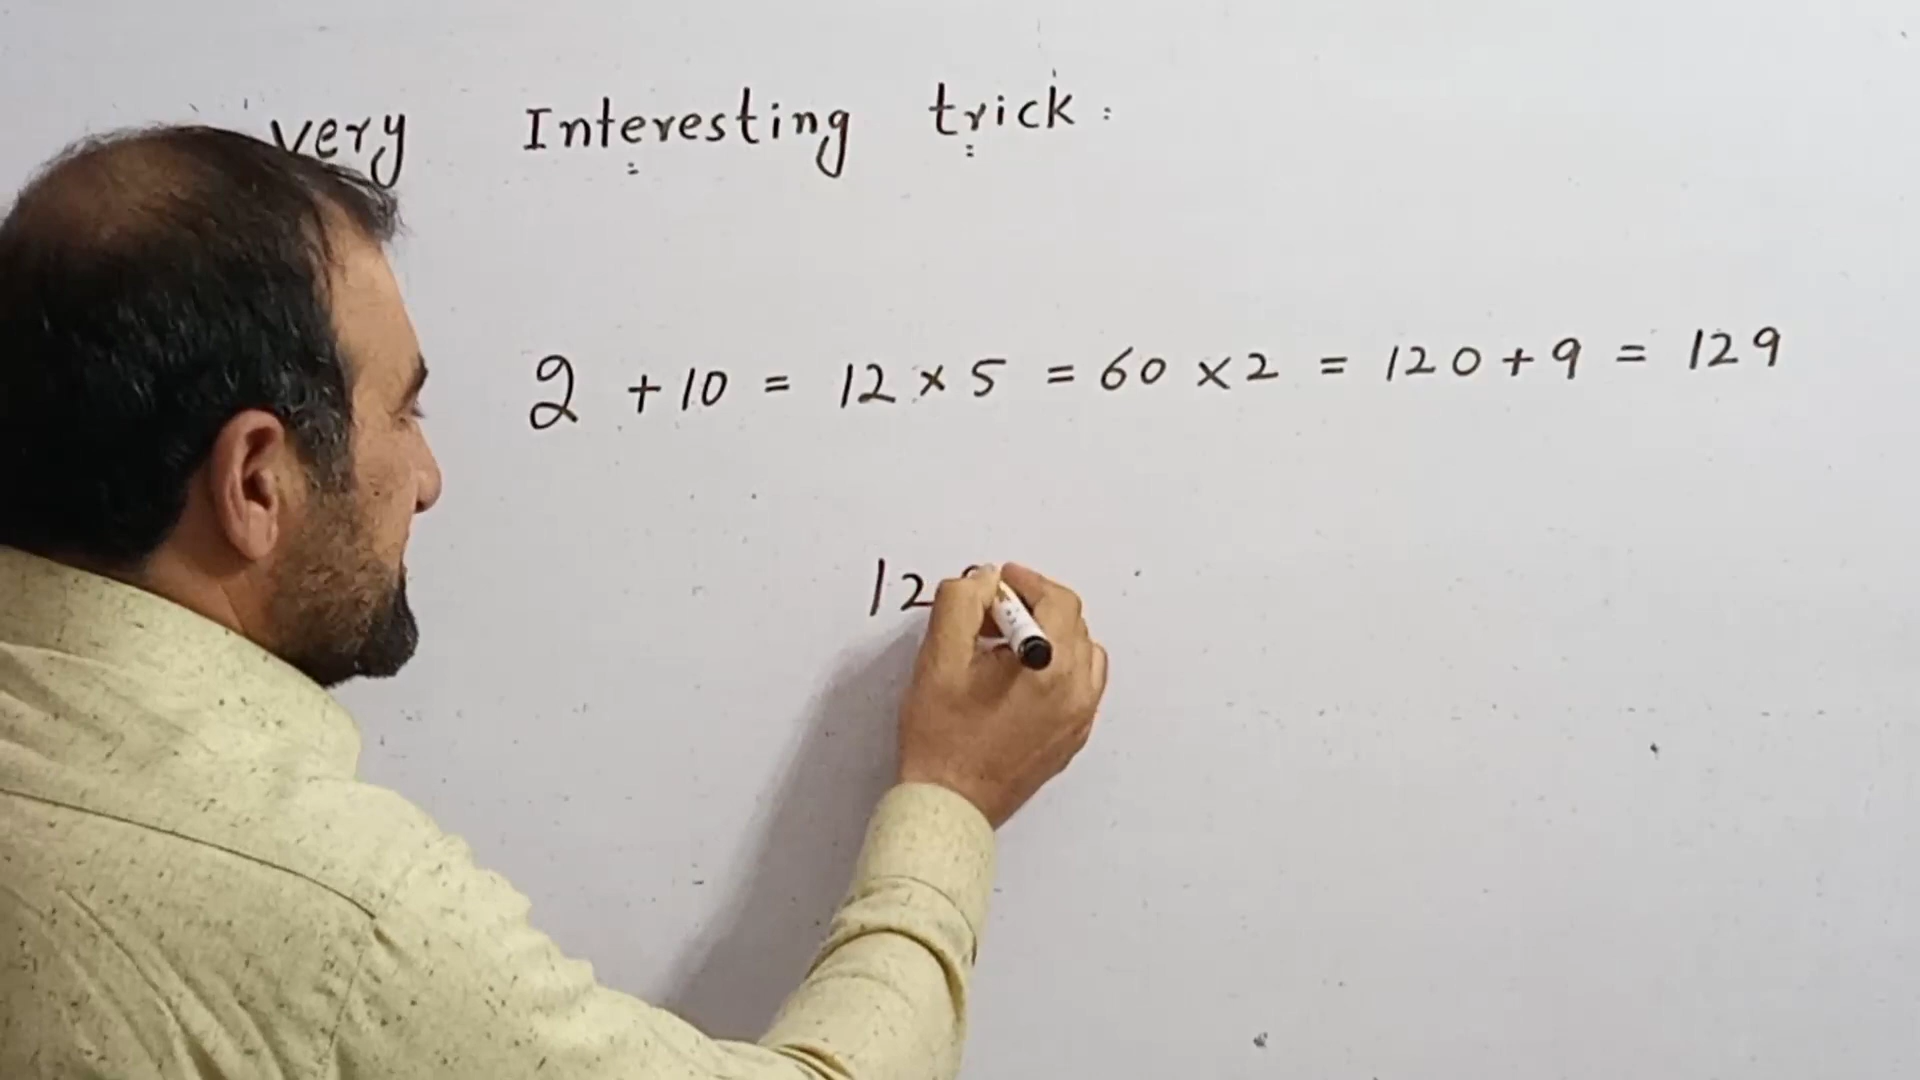 very Interesting trick :
2 + 10 = 12 × 5 = 60 × 2 = 120 + 9 = 129
12